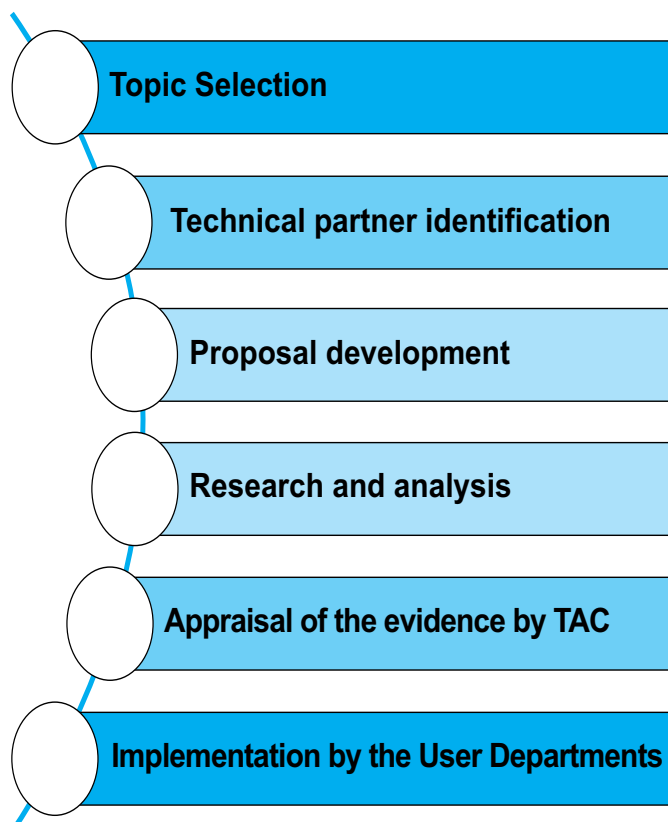 Topic Selection
Technical partner identification
Proposal development
Research and analysis
Appraisal of the evidence by TAC
Implementation by the User Departments